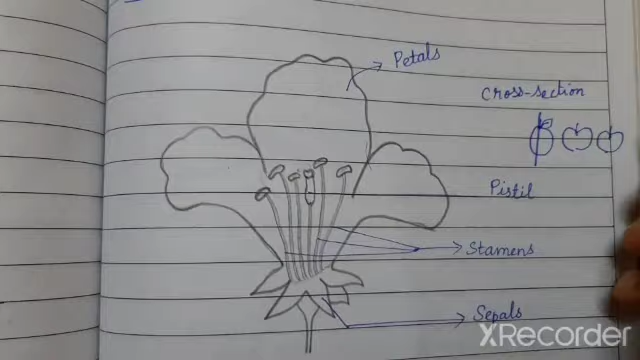 Petals
Cross-section
Pistil
Stamens
Sepals
XRecorder